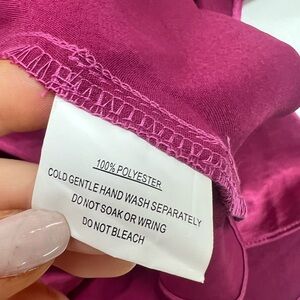 100% POLYESTER
COLD GENTLE HAND WASH SEPARATELY
DO NOT SOAK OR WRING
DO NOT BLEACH